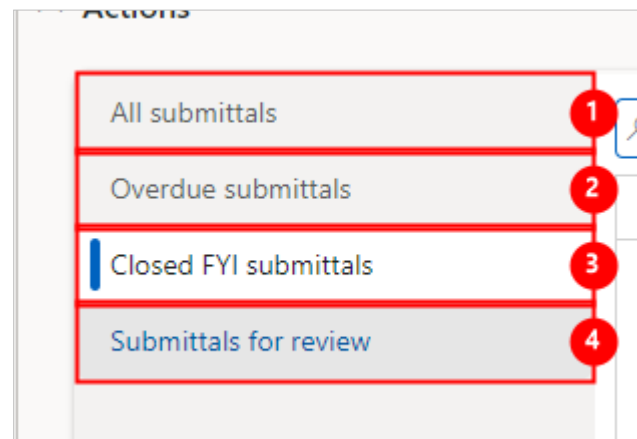 Actions
All submittals
1
Overdue submittals
2
Closed FYI submittals
3
Submittals for review
4